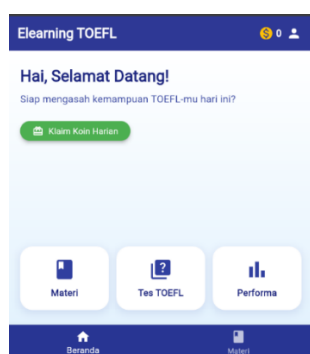 Elearning TOEFL
$ 0
Hai, Selamat Datang!
Siap mengasah kemampuan TOEFL-mu hari ini?
Klaim Koin Harian
Materi
? Tes TOEFL
Performa
Beranda
Materi